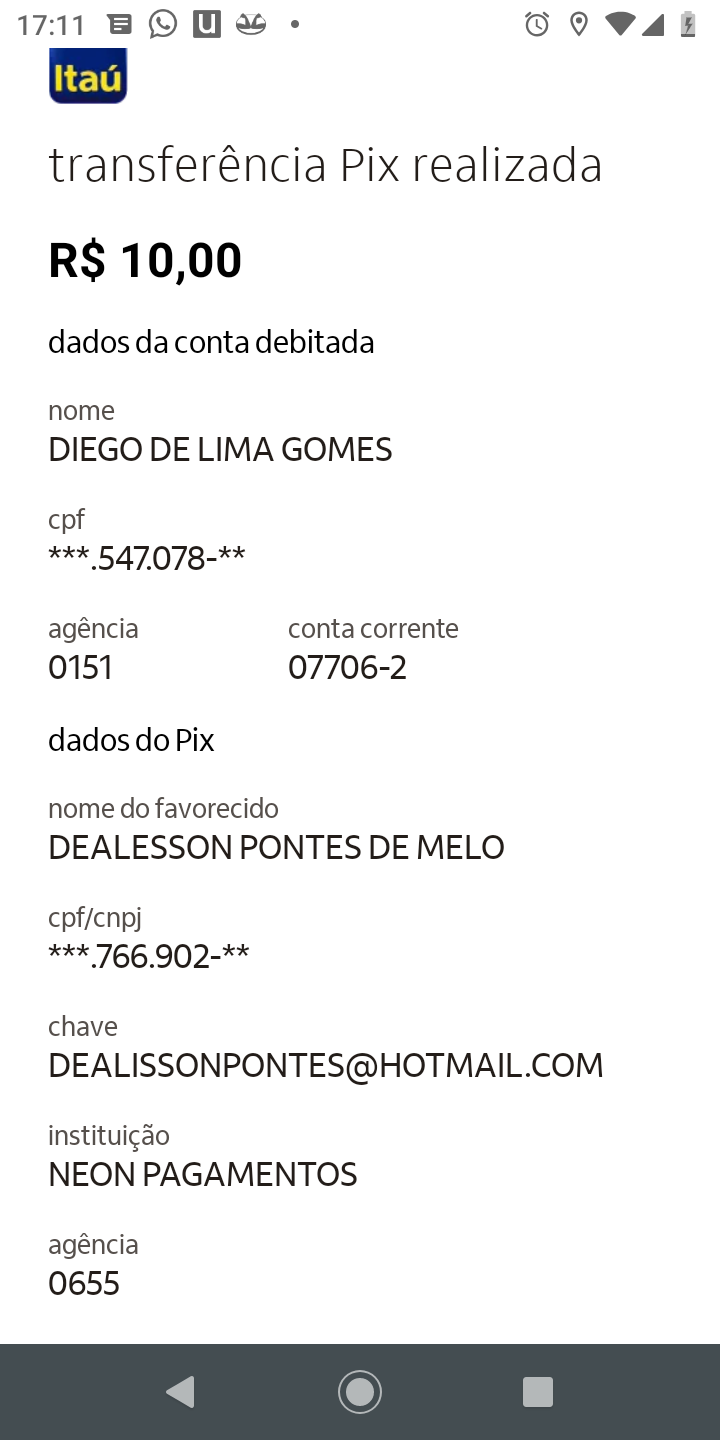 17:11
Itaú
transferência Pix realizada
R$ 10,00
dados da conta debitada
nome
DIEGO DE LIMA GOMES
cpf
***.547.078-**
agência conta corrente
0151 07706-2
dados do Pix
nome do favorecido
DEALESSON PONTES DE MELO
cpf/cnpj
***.766.902-**
chave
DEALISSONPONTES@HOTMAIL.COM
instituição
NEON PAGAMENTOS
agência
0655